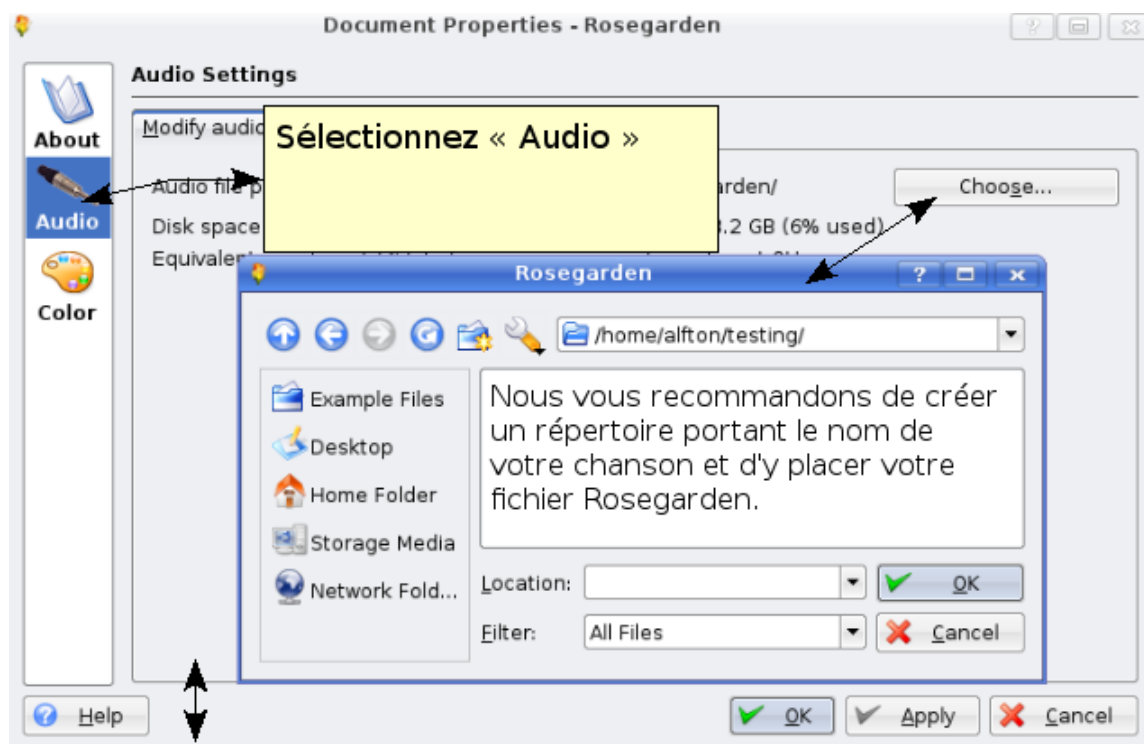 Document Properties - Rosegarden
Audio Settings
About
Audio
Color
Modify audio
Sélectionnez « Audio »
Audio file p
arden/
Choose...
Disk space
.2 GB (6% used)
Rosegarden
/home/alfton/testing/
Example Files
Desktop
Home Folder
Storage Media
Network Fold...
Nous vous recommandons de créer
un répertoire portant le nom de
votre chanson et d'y placer votre
fichier Rosegarden.
Location:
OK
Filter:
All Files
Cancel
Help
OK
Apply
Cancel